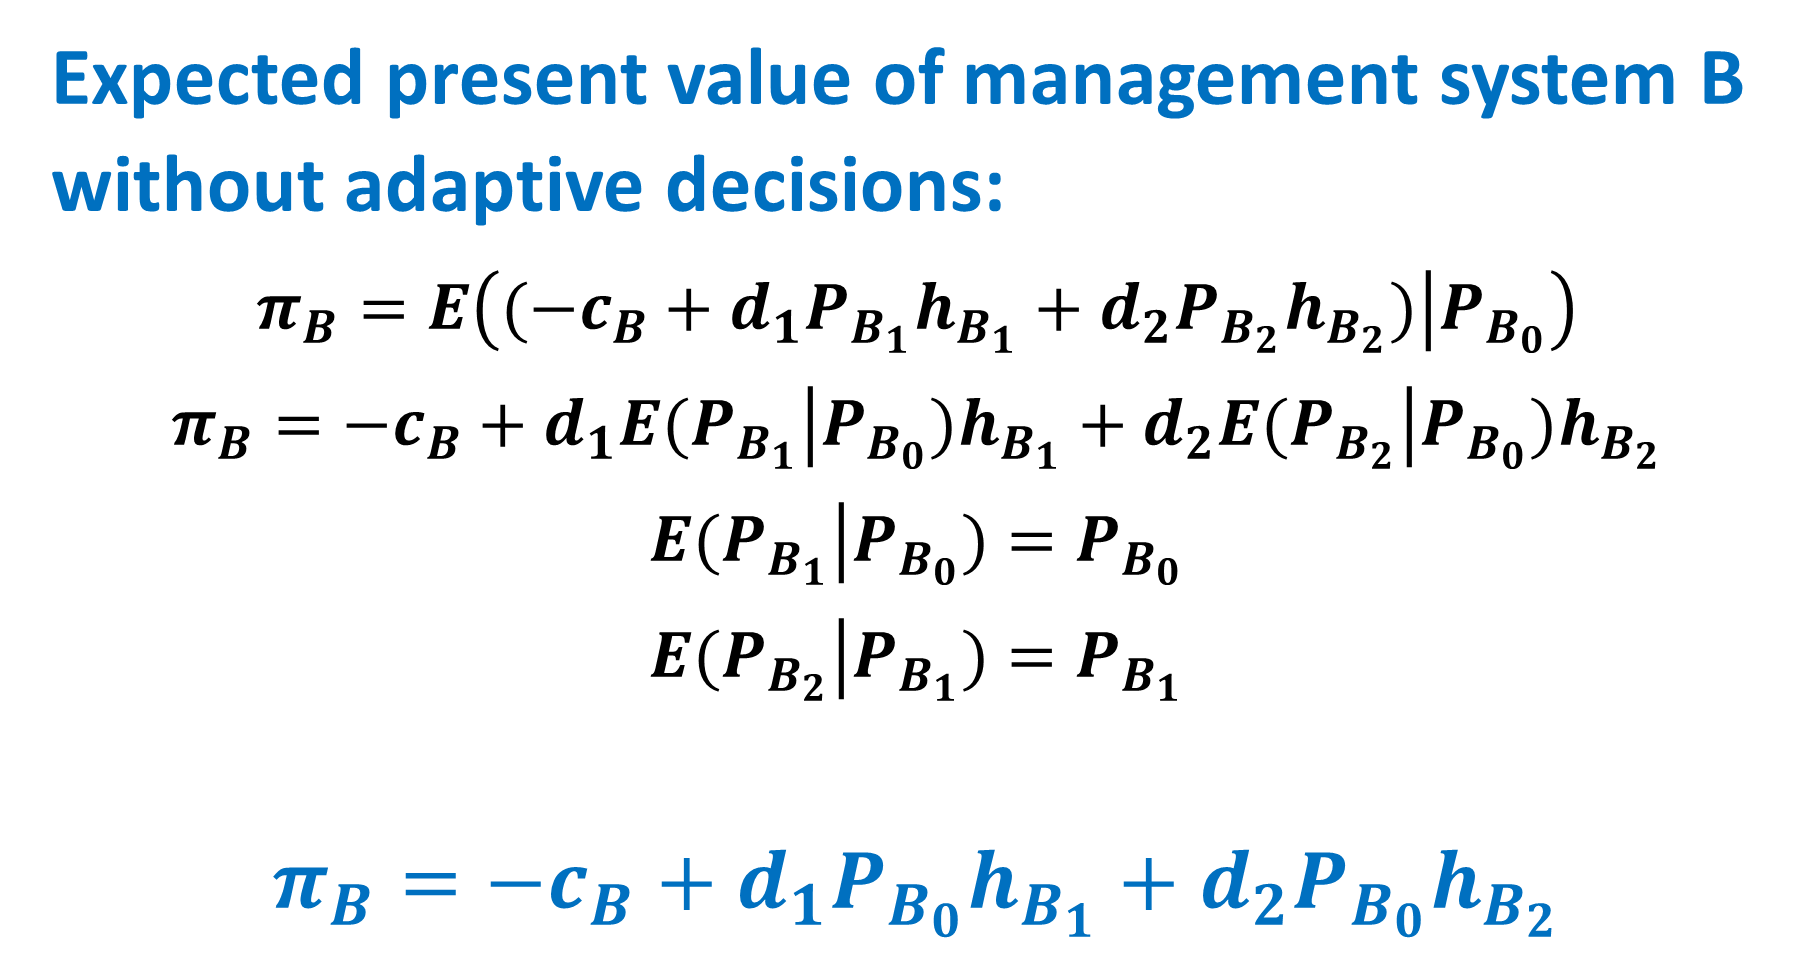 Expected present value of management system B
without adaptive decisions:
π_B = E((−c_B + d_1 P_{B_1} h_{B_1} + d_2 P_{B_2} h_{B_2})|P_{B_0})
π_B = −c_B + d_1 E(P_{B_1}|P_{B_0})h_{B_1} + d_2 E(P_{B_2}|P_{B_0})h_{B_2}
E(P_{B_1}|P_{B_0}) = P_{B_0}
E(P_{B_2}|P_{B_1}) = P_{B_1}
π_B = −c_B + d_1 P_{B_0} h_{B_1} + d_2 P_{B_0} h_{B_2}